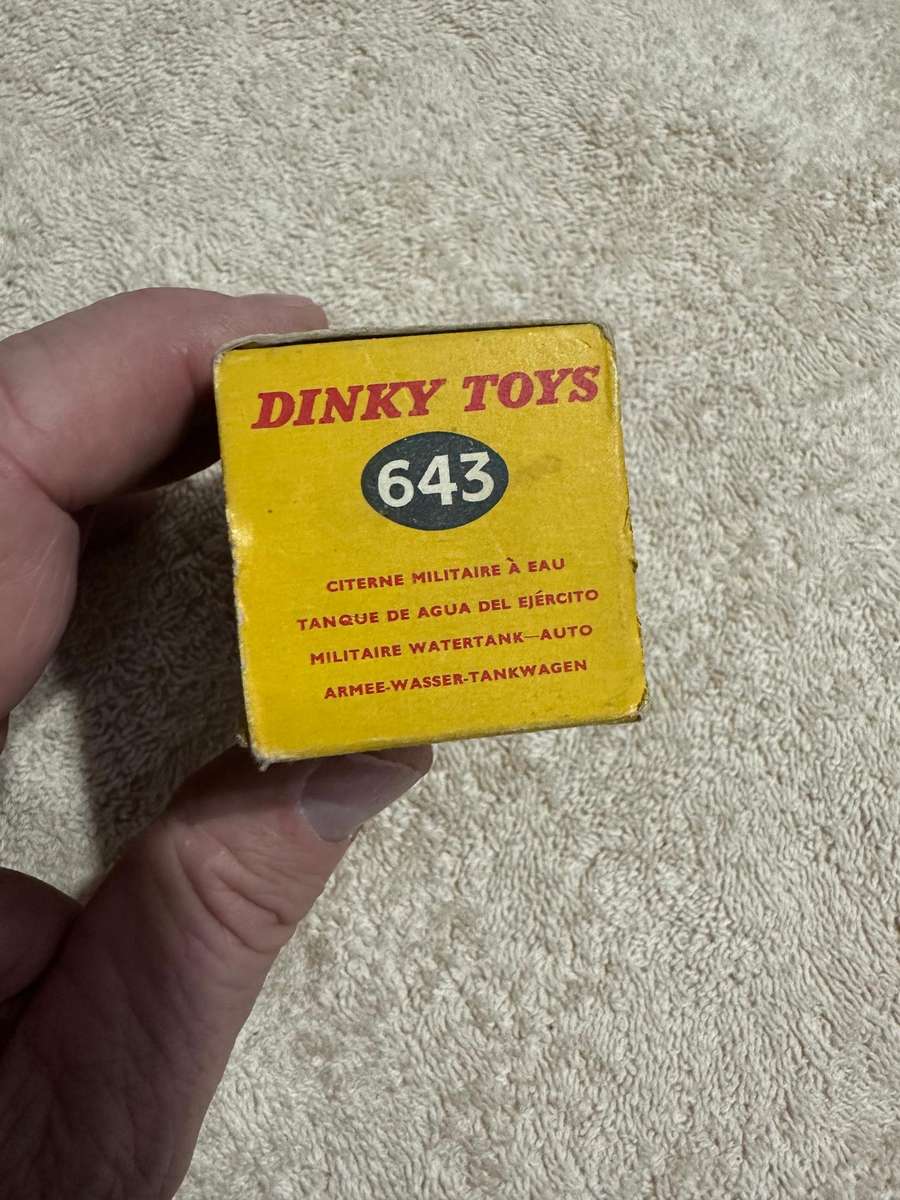 DINKY TOYS
643
CITERNE MILITAIRE À EAU
TANQUE DE AGUA DEL EJÉRCITO
MILITAIRE WATERTANK—AUTO
ARMEE-WASSER-TANKWAGEN